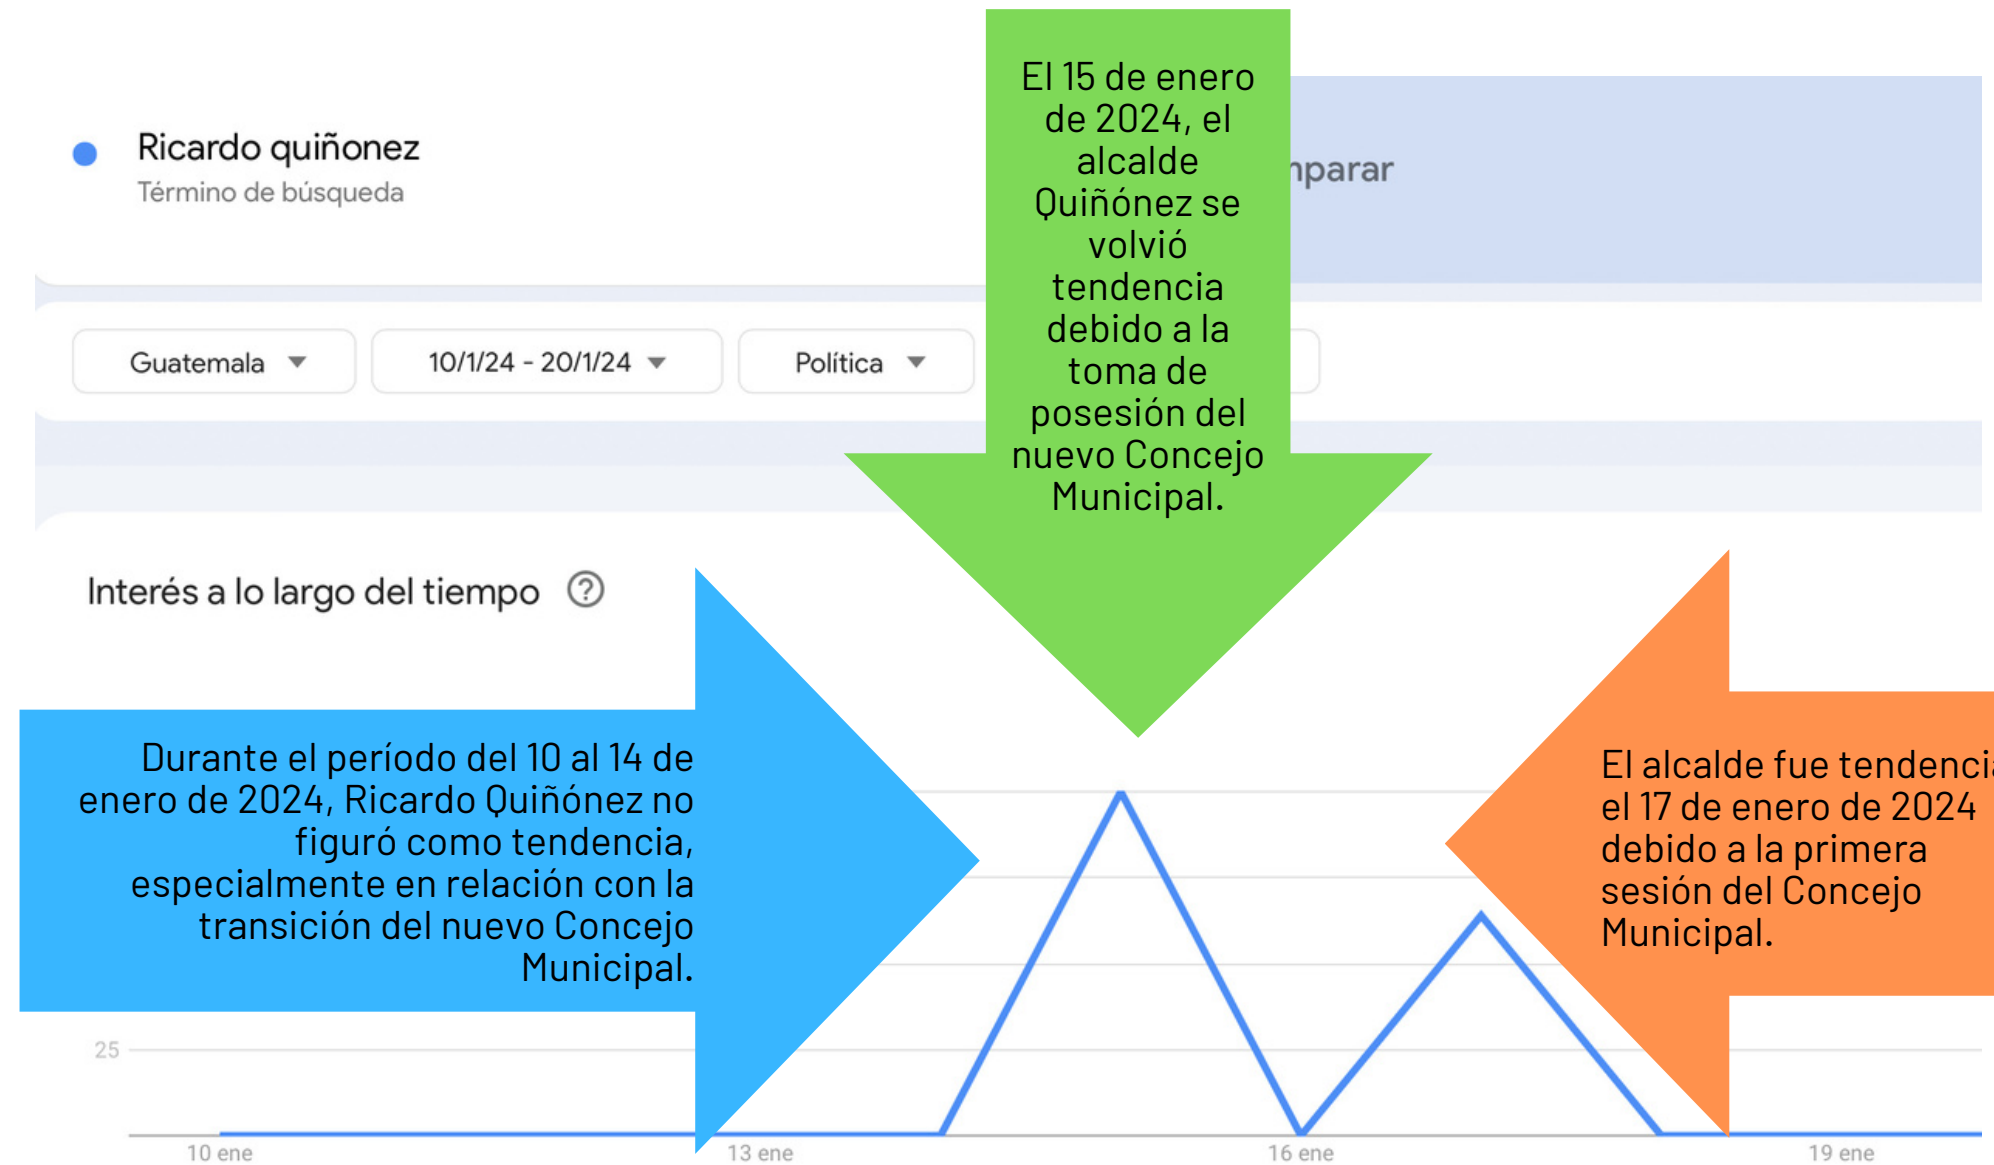 Ricardo quiñonez
Término de búsqueda
Guatemala
10/1/24 - 20/1/24
Política
El 15 de enero
de 2024, el
alcalde
Quiñónez se
volvió
tendencia
debido a la
toma de
posesión del
nuevo Concejo
Municipal.
Interés a lo largo del tiempo
Durante el período del 10 al 14 de
enero de 2024, Ricardo Quiñónez no
figuró como tendencia,
especialmente en relación con la
transición del nuevo Concejo
Municipal.
El alcalde fue tendencia
el 17 de enero de 2024
debido a la primera
sesión del Concejo
Municipal.
25
10 ene
13 ene
16 ene
19 ene